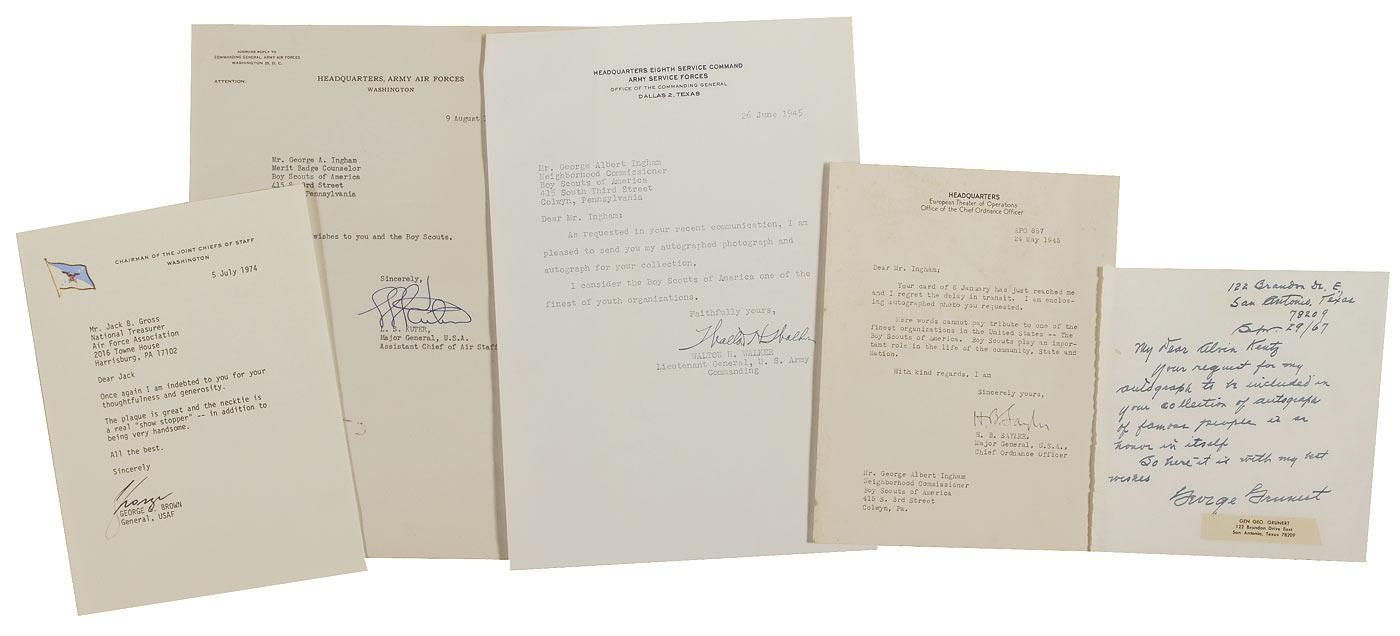 CHAIRMAN OF THE JOINT CHIEFS OF STAFF
WASHINGTON
5 July 1974
Mr. Jack B. Gross
National Treasurer
Air Force Association
2016 Towne House
Harrisburg, PA 17102
Dear Jack
Once again I am indebted to you for your
thoughtfulness and generosity.
The plaque is great and the necktie is
a real "show stopper" -- in addition to
being very handsome.
All the best.
Sincerely
George
GEORGE S. BROWN
General, USAF
ADDRESS REPLY TO
COMMANDING GENERAL, ARMY AIR FORCES
WASHINGTON 25, D. C.
ATTENTION:
HEADQUARTERS, ARMY AIR FORCES
WASHINGTON
9 August
Mr. George A. Ingham
Merit Badge Counselor
Boy Scouts of America
415 S. 3rd Street
Pennsylvania
wishes to you and the Boy Scouts.
Sincerely,
L. S. KUTER,
Major General, U.S.A.
Assistant Chief of Air Staff
HEADQUARTERS EIGHTH SERVICE COMMAND
ARMY SERVICE FORCES
OFFICE OF THE COMMANDING GENERAL
DALLAS 2, TEXAS
26 June 1945
Mr. George Albert Ingham
Neighborhood Commissioner
Boy Scouts of America
415 South Third Street
Colwyn, Pennsylvania
Dear Mr. Ingham:
As requested in your recent communication, I am
pleased to send you my autographed photograph and
autograph for your collection.
I consider the Boy Scouts of America one of the
finest of youth organizations.
Faithfully yours,
Walton H Walker
WALTON H. WALKER
Lieutenant General, U. S. Army
Commanding
HEADQUARTERS
European Theater of Operations
Office of the Chief Ordnance Officer
APO 887
24 May 1945
Dear Mr. Ingham;
Your card of 8 January has just reached me
and I regret the delay in transit. I am enclos-
ing autographed photo you requested.
Here words cannot pay tribute to one of the
finest organizations in the United States -- The
Boy Scouts of America. Boy Scouts play an impor-
tant role in the life of the community, State and
Nation.
With kind regards, I am
Sincerely yours,
H. B. Sayler
H. B. SAYLER,
Major General, U.S.A.,
Chief Ordnance Officer
Mr. George Albert Ingham
Neighborhood Commissioner
Boy Scouts of America
415 S. 3rd Street
Colwyn, Pa.
122 Brandon Dr. E,
San Antonio, Texas
78209
Apr. 29/67
My Dear Alvin Kentz
Your request for my
autograph to be included in
your collection of autographs
of famous people is an
honor in itself
So here it is with my best
wishes
George Grunert
GEN GEO. GRUNERT
122 Brandon Drive East
San Antonio, Texas 78209